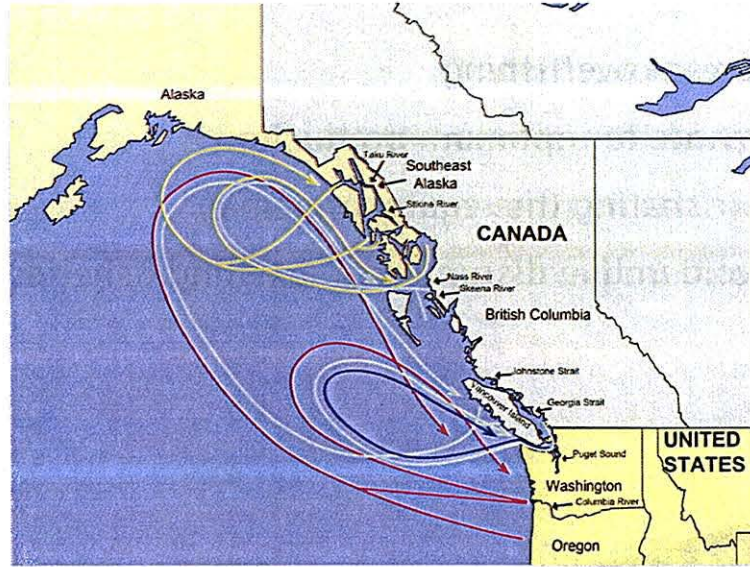 Alaska
Taku River
Southeast
Alaska
Stikine River
CANADA
Nass River
Skeena River
British Columbia
Johnstone Strait
Vancouver Island
Georgia Strait
UNITED
STATES
Puget Sound
Washington
Columbia River
Oregon